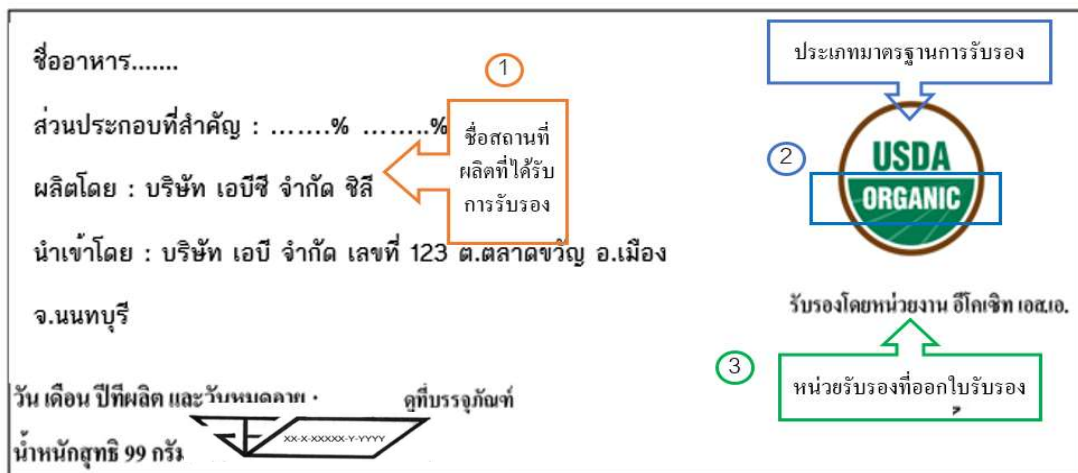 ชื่ออาหาร.......
ส่วนประกอบที่สำคัญ : .......% ........%
ผลิตโดย : บริษัท เอบีซี จำกัด ชิลี
นำเข้าโดย : บริษัท เอบี จำกัด เลขที่ 123 ต.ตลาดขวัญ อ.เมือง
จ.นนทบุรี
วัน เดือน ปีที่ผลิต และวันหมดอายุ : ดูที่บรรจุภัณฑ์
น้ำหนักสุทธิ 99 กรัม
XX-X-XXXXX-Y-YYYY
1
ชื่อสถานที่
ผลิตที่ได้รับ
การรับรอง
ประเภทมาตรฐานการรับรอง
2
USDA
ORGANIC
รับรองโดยหน่วยงาน อีโคเซิท เอส.เอ.
3
หน่วยรับรองที่ออกใบรับรอง